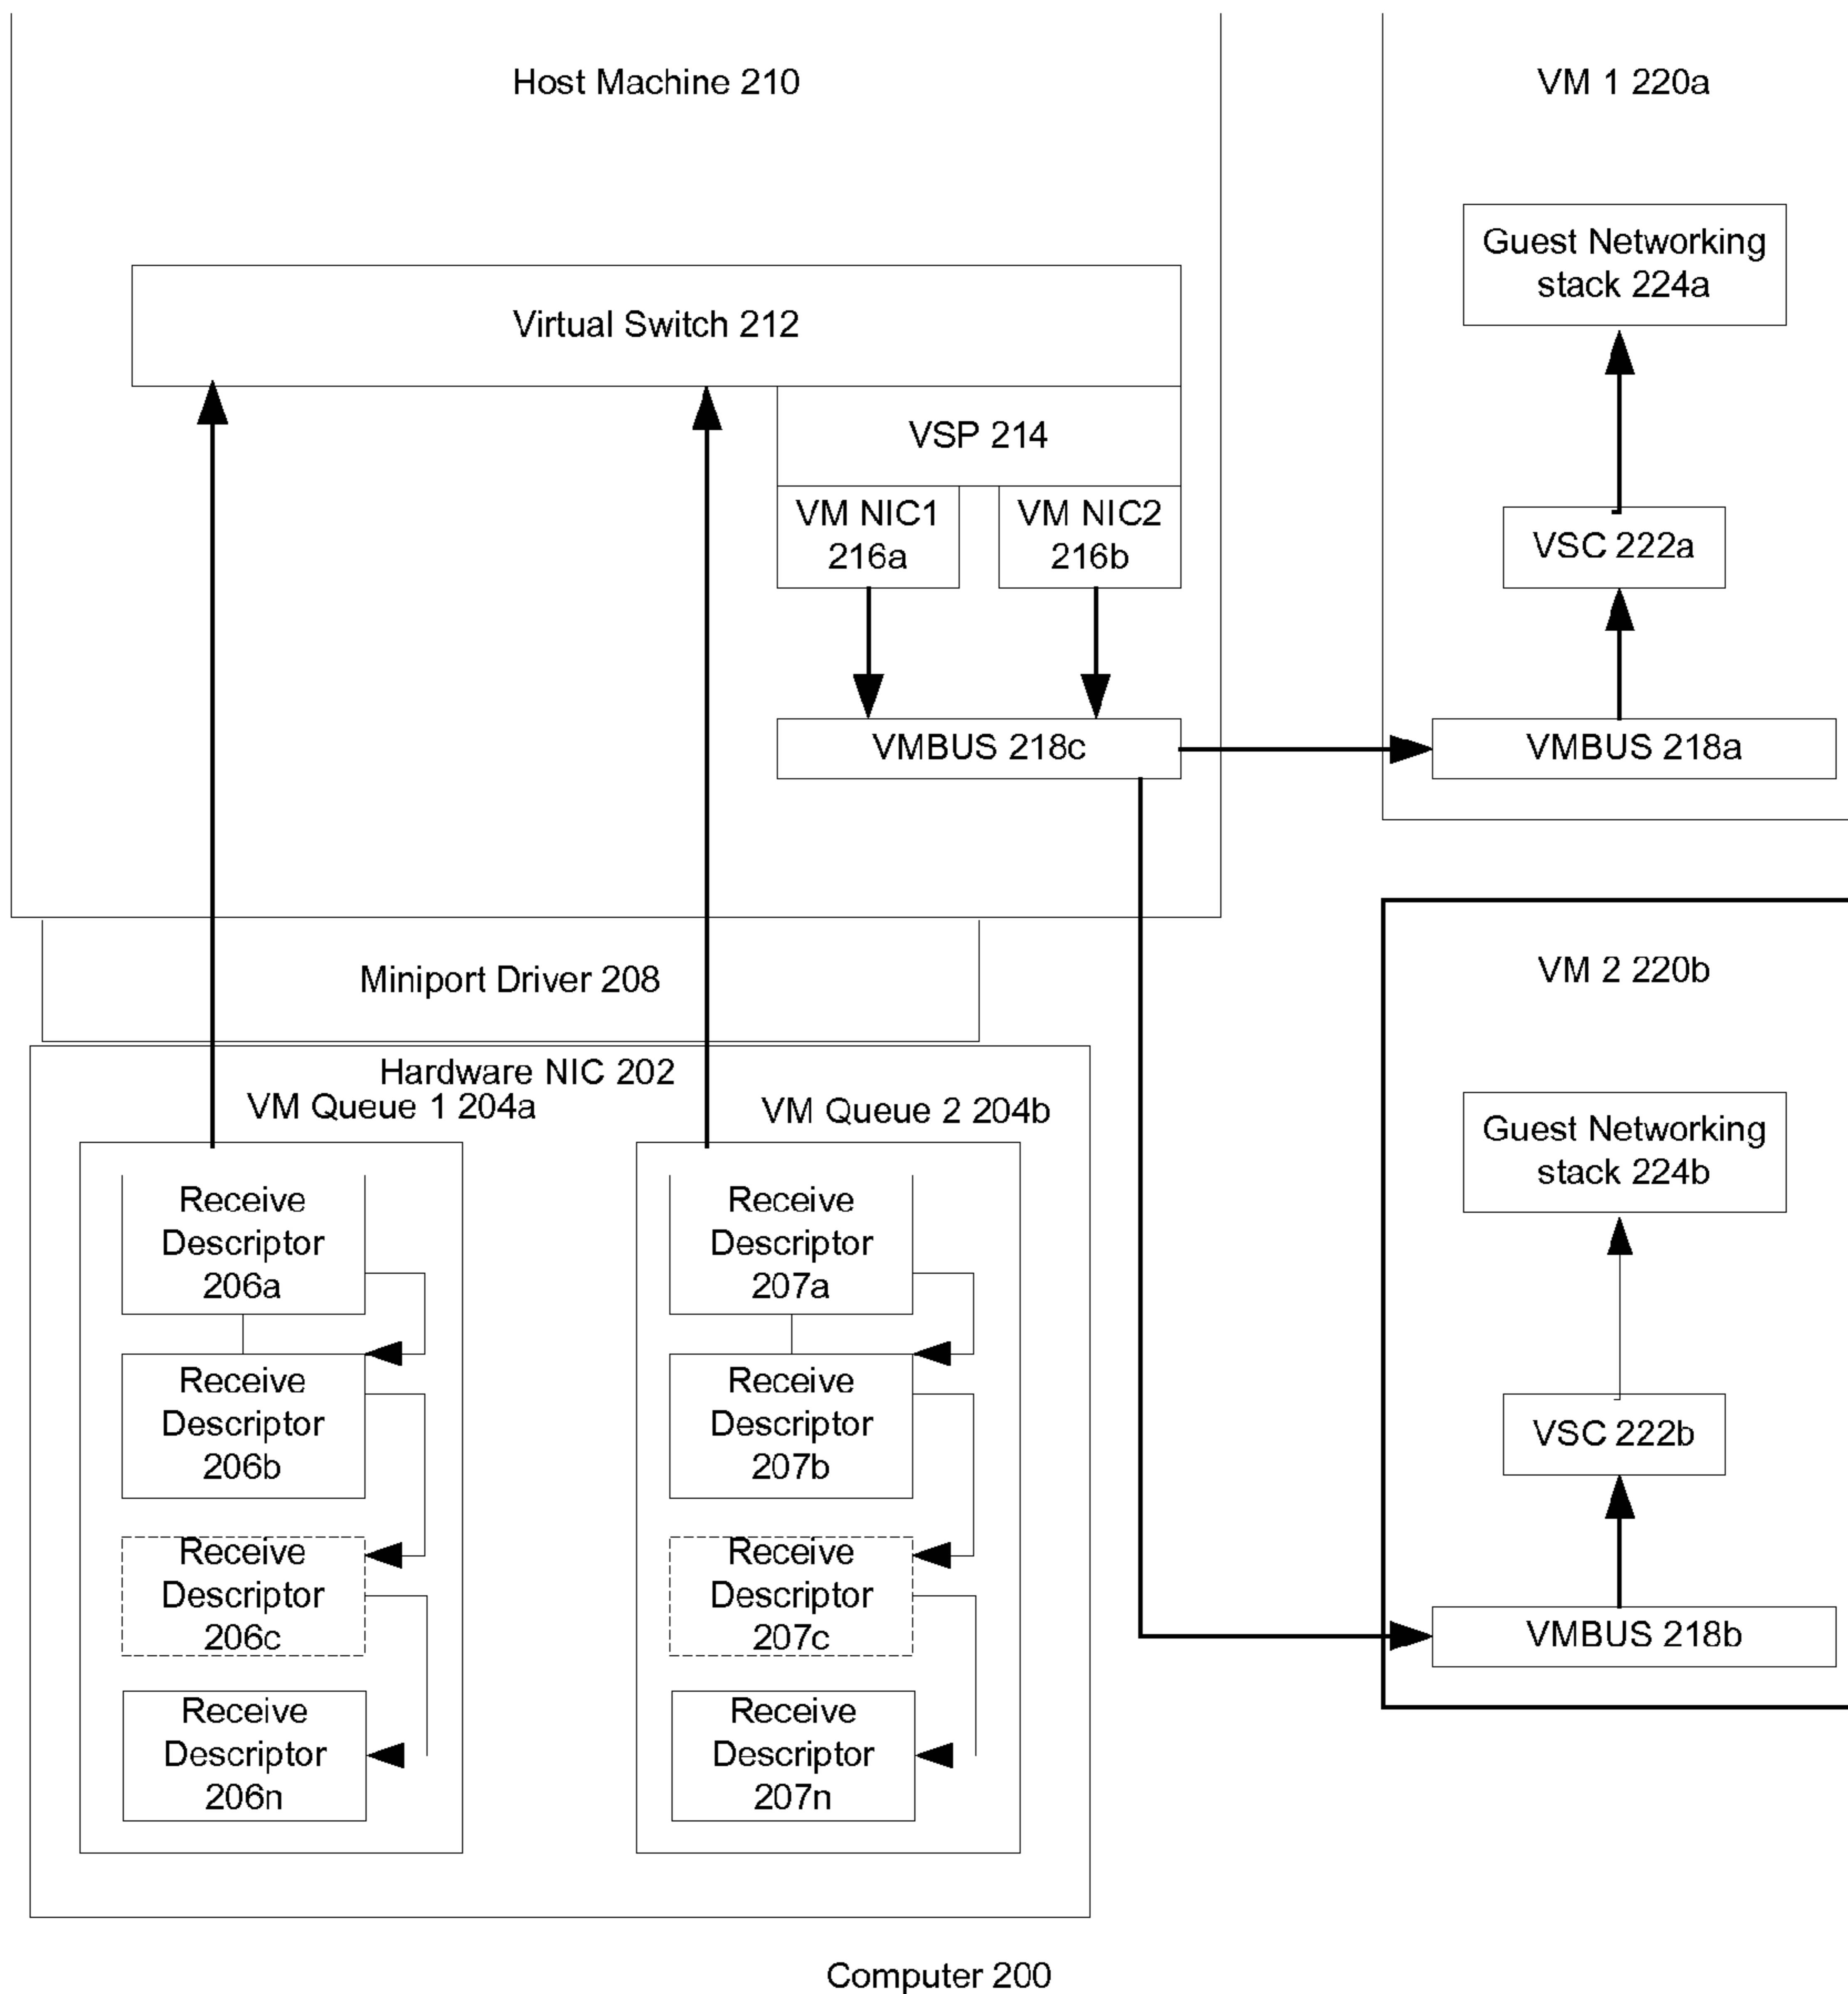 Host Machine 210
Virtual Switch 212
VSP 214
VM NIC1
216a
VM NIC2
216b
VMBUS 218c
VM 1 220a
Guest Networking
stack 224a
VSC 222a
VMBUS 218a
Miniport Driver 208
Hardware NIC 202
VM Queue 1 204a
Receive
Descriptor
206a
Receive
Descriptor
206b
Receive
Descriptor
206c
Receive
Descriptor
206n
VM Queue 2 204b
Receive
Descriptor
207a
Receive
Descriptor
207b
Receive
Descriptor
207c
Receive
Descriptor
207n
VM 2 220b
Guest Networking
stack 224b
VSC 222b
VMBUS 218b
Computer 200